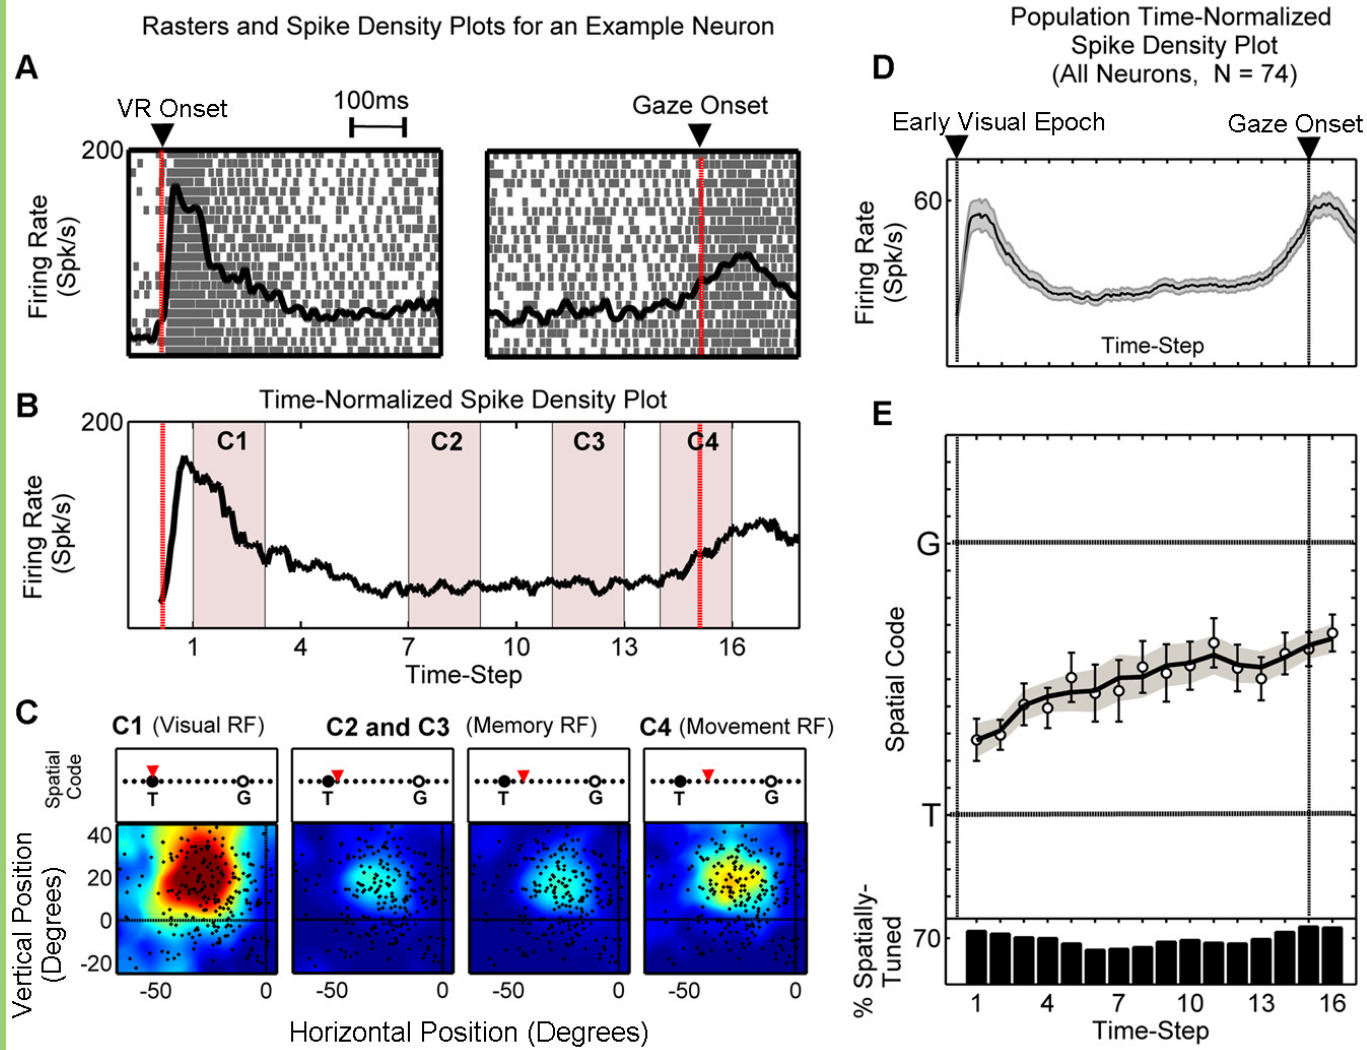 Rasters and Spike Density Plots for an Example Neuron
A
VR Onset
100ms
Gaze Onset
200
Firing Rate
(Spk/s)
B
Time-Normalized Spike Density Plot
200
C1
C2
C3
C4
Firing Rate
(Spk/s)
1 4 7 10 13 16
Time-Step
C
C1 (Visual RF)
C2 and C3 (Memory RF)
C4 (Movement RF)
Spatial
Code
T G
T G
T G
T G
Vertical Position
(Degrees)
40
20
0
-20
-50 0
-50 0
-50 0
-50 0
Horizontal Position (Degrees)
Population Time-Normalized
Spike Density Plot
(All Neurons, N = 74)
D
Early Visual Epoch
Gaze Onset
60
Firing Rate
(Spk/s)
Time-Step
E
G
Spatial Code
T
% Spatially-
Tuned
70
1 4 7 10 13 16
Time-Step